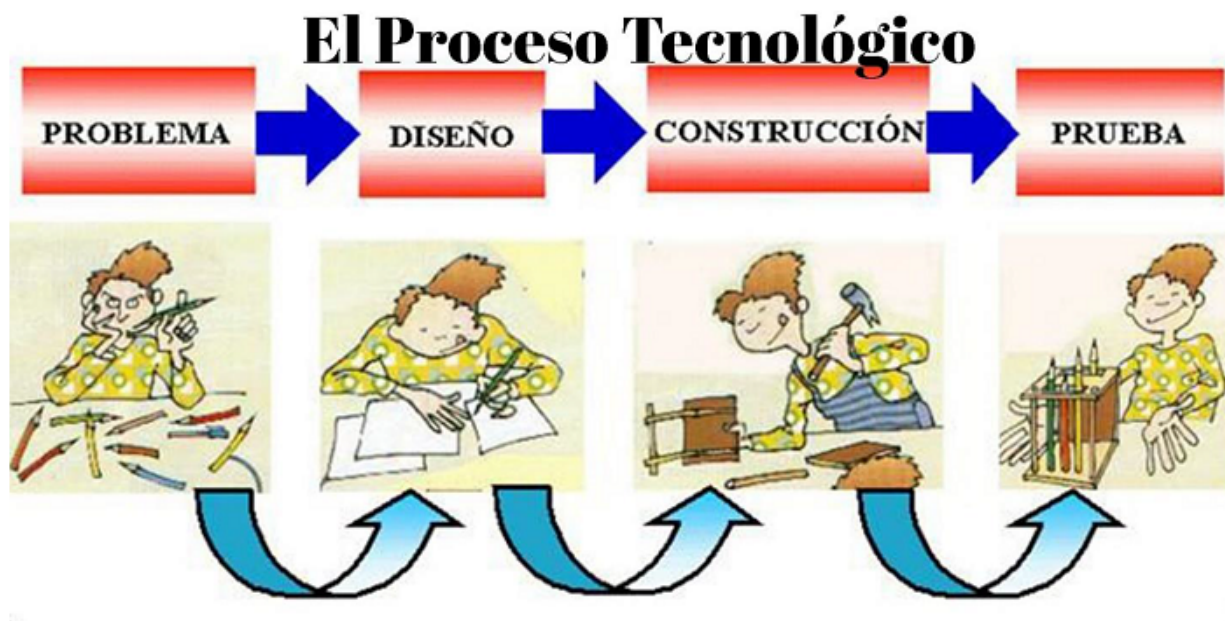 El Proceso Tecnológico
PROBLEMA
DISEÑO
CONSTRUCCIÓN
PRUEBA